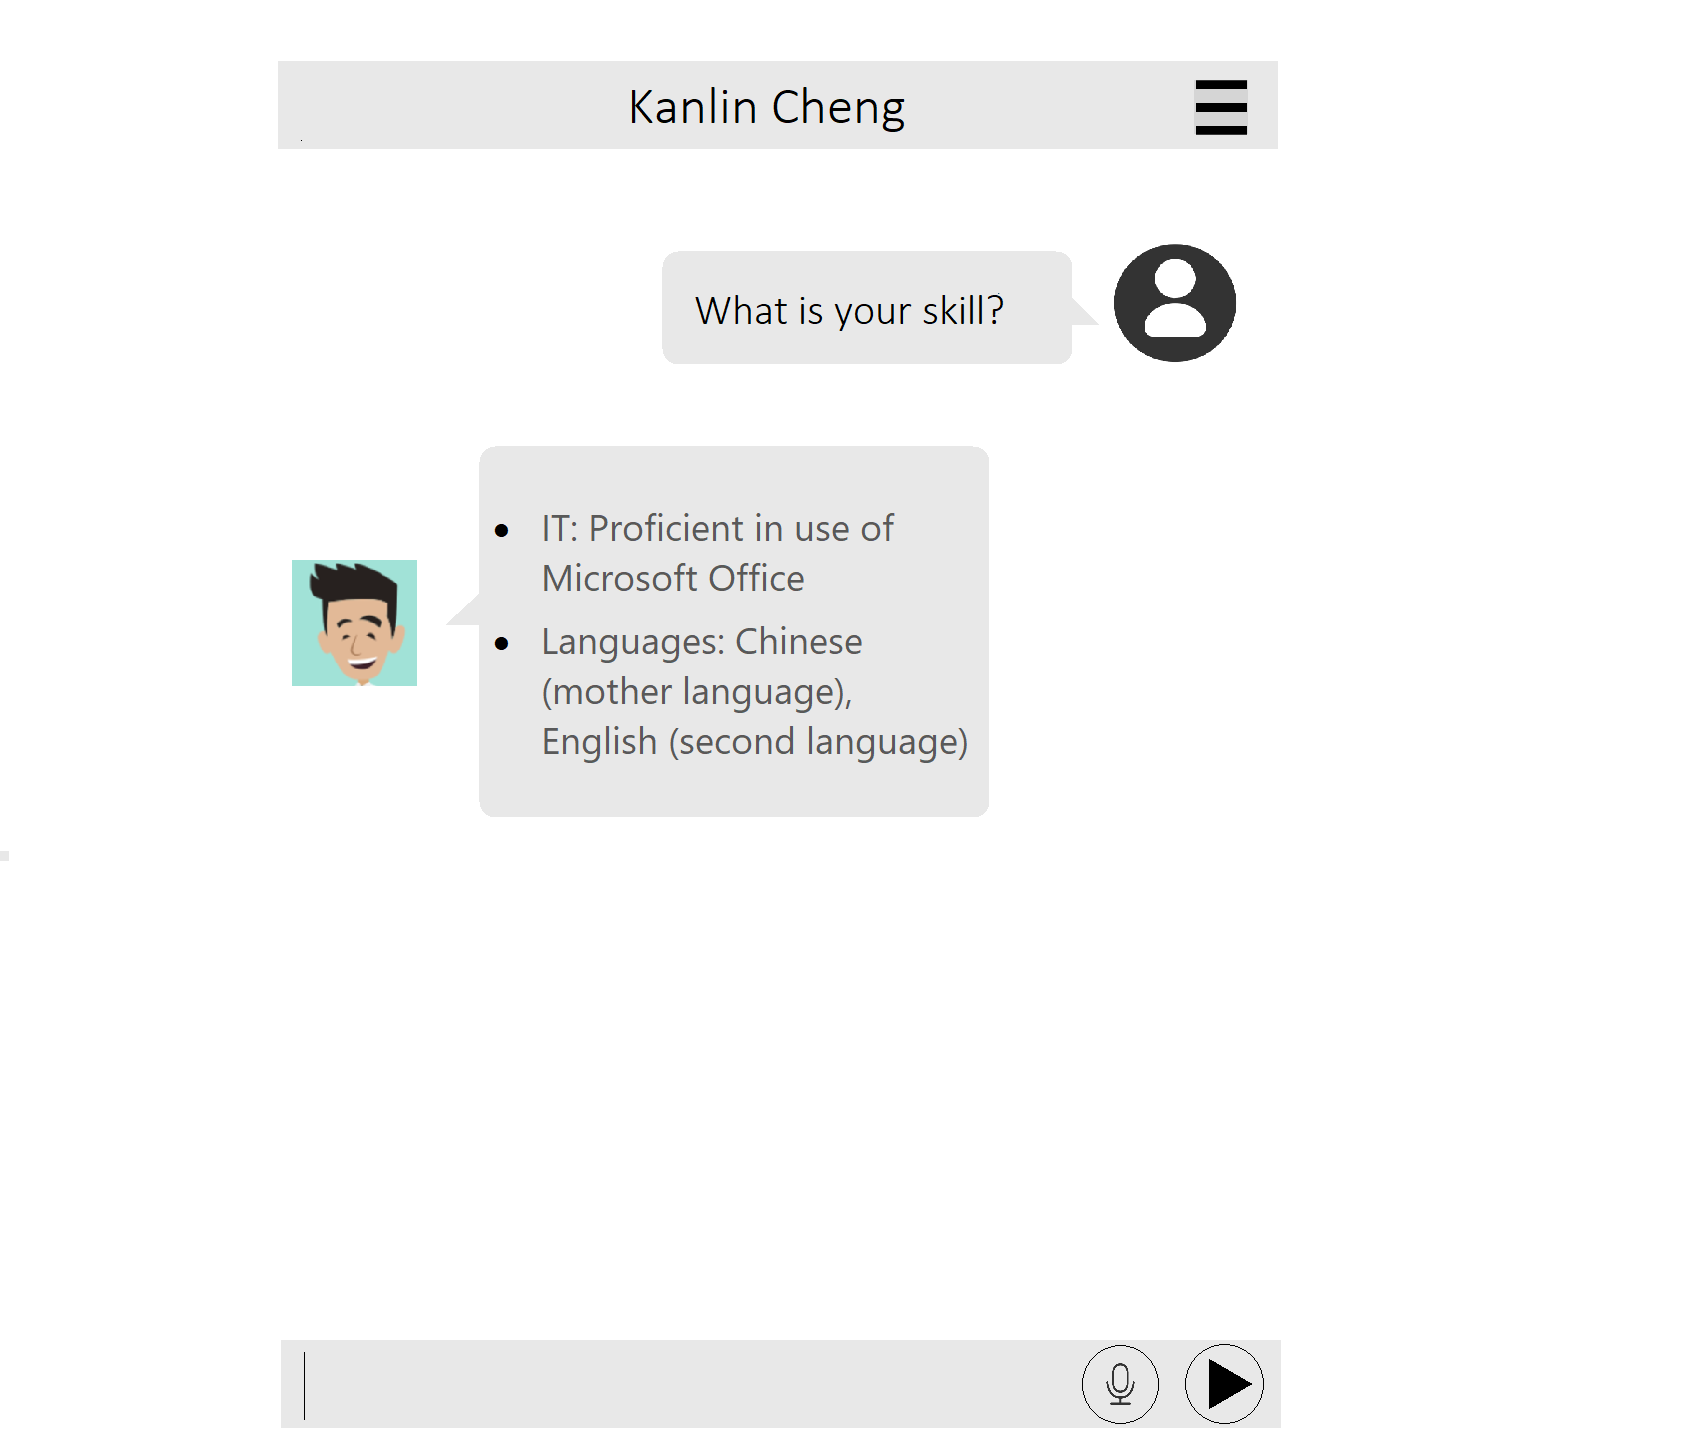 Kanlin Cheng
What is your skill?
• IT: Proficient in use of
Microsoft Office
• Languages: Chinese
(mother language),
English (second language)